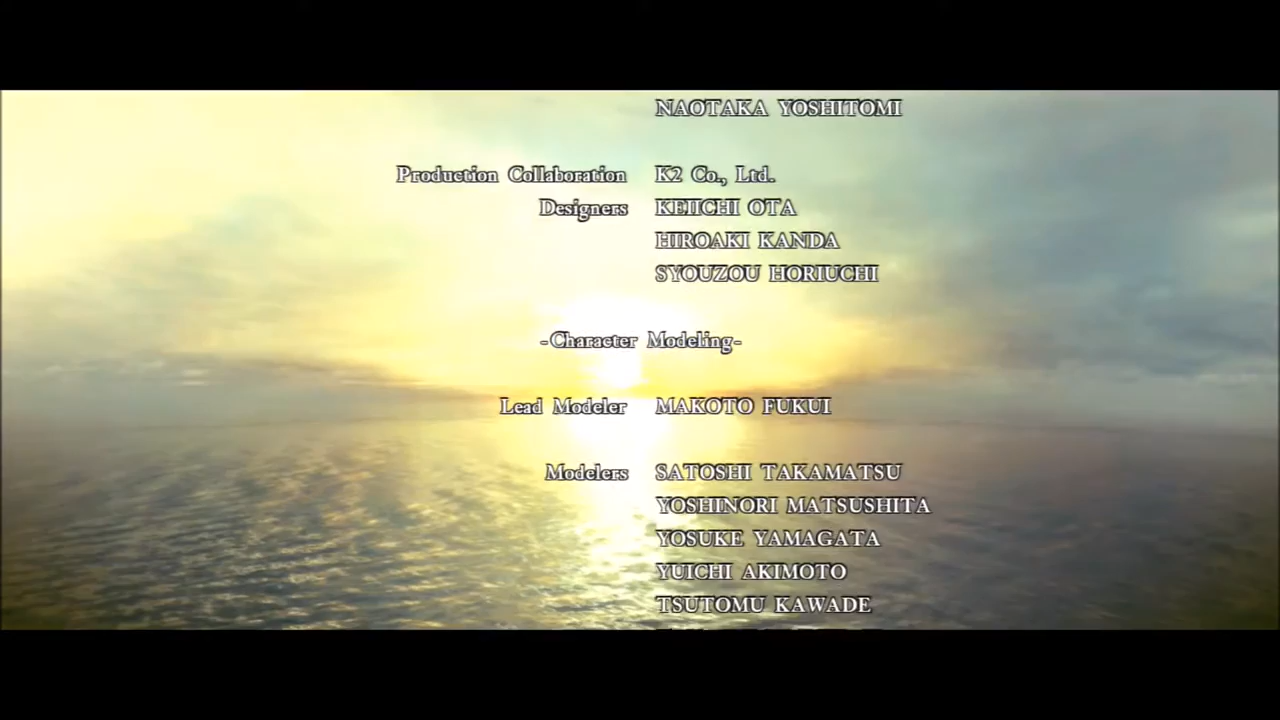 NAOTAKA YOSHITOMI
Production Collaboration K2 Co., Ltd.
Designers KEIICHI OTA
HIROAKI KANDA
SYOUZOU HORIUCHI
-Character Modeling-
Lead Modeler MAKOTO FUKUI
Modelers SATOSHI TAKAMATSU
YOSHINORI MATSUSHITA
YOSUKE YAMAGATA
YUICHI AKIMOTO
TSUTOMU KAWADE